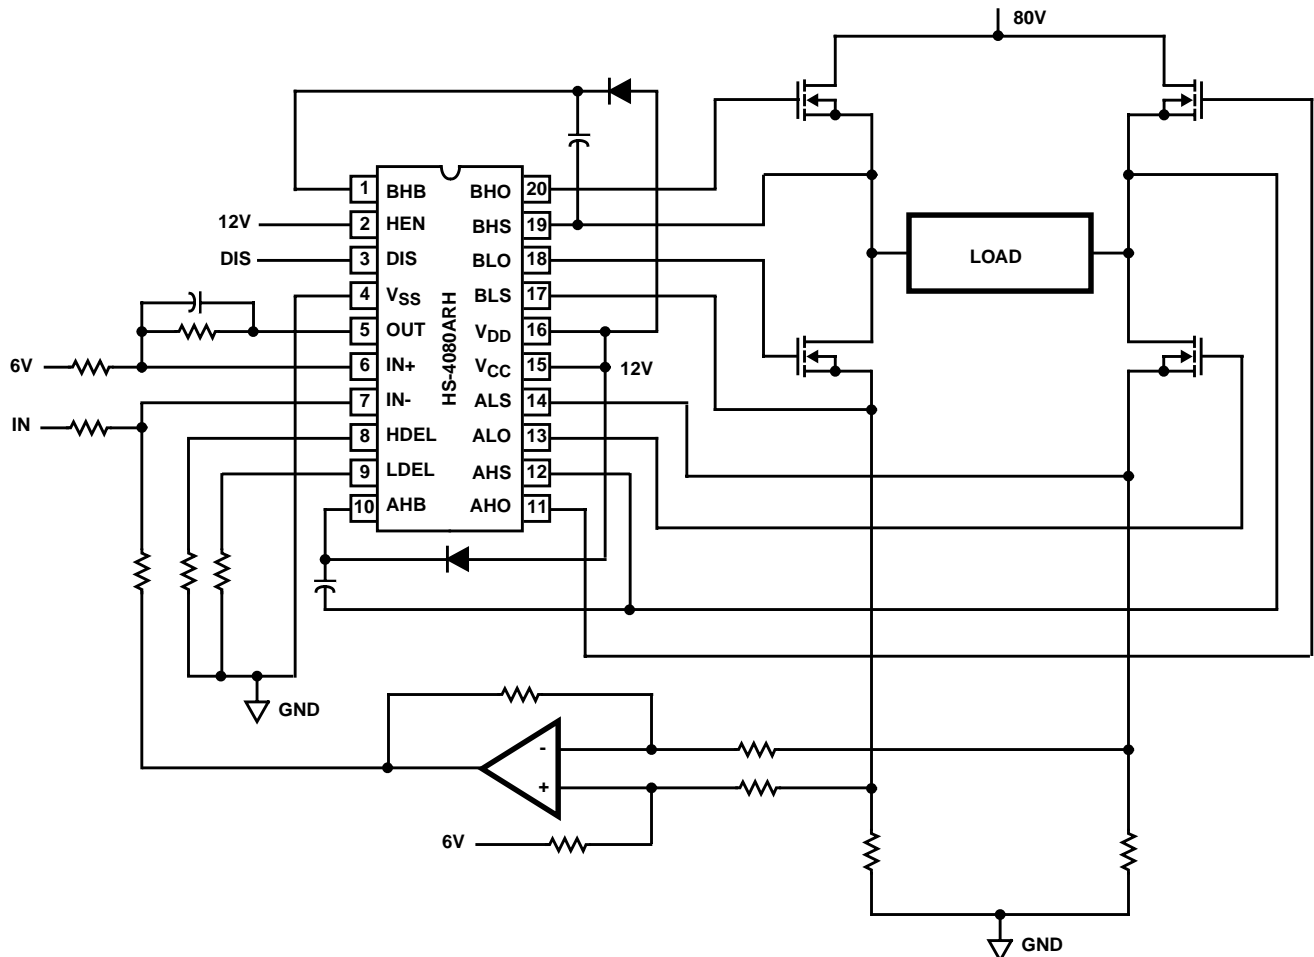 80V
1 BHB BHO 20
12V 2 HEN BHS 19
DIS 3 DIS BLO 18
LOAD
4 VSS BLS 17
5 OUT VDD 16
6V 6 IN+ VCC 15 12V
IN 7 IN- ALS 14
8 HDEL ALO 13
9 LDEL AHS 12
10 AHB AHO 11
HS-4080ARH
GND
-
+
6V
GND